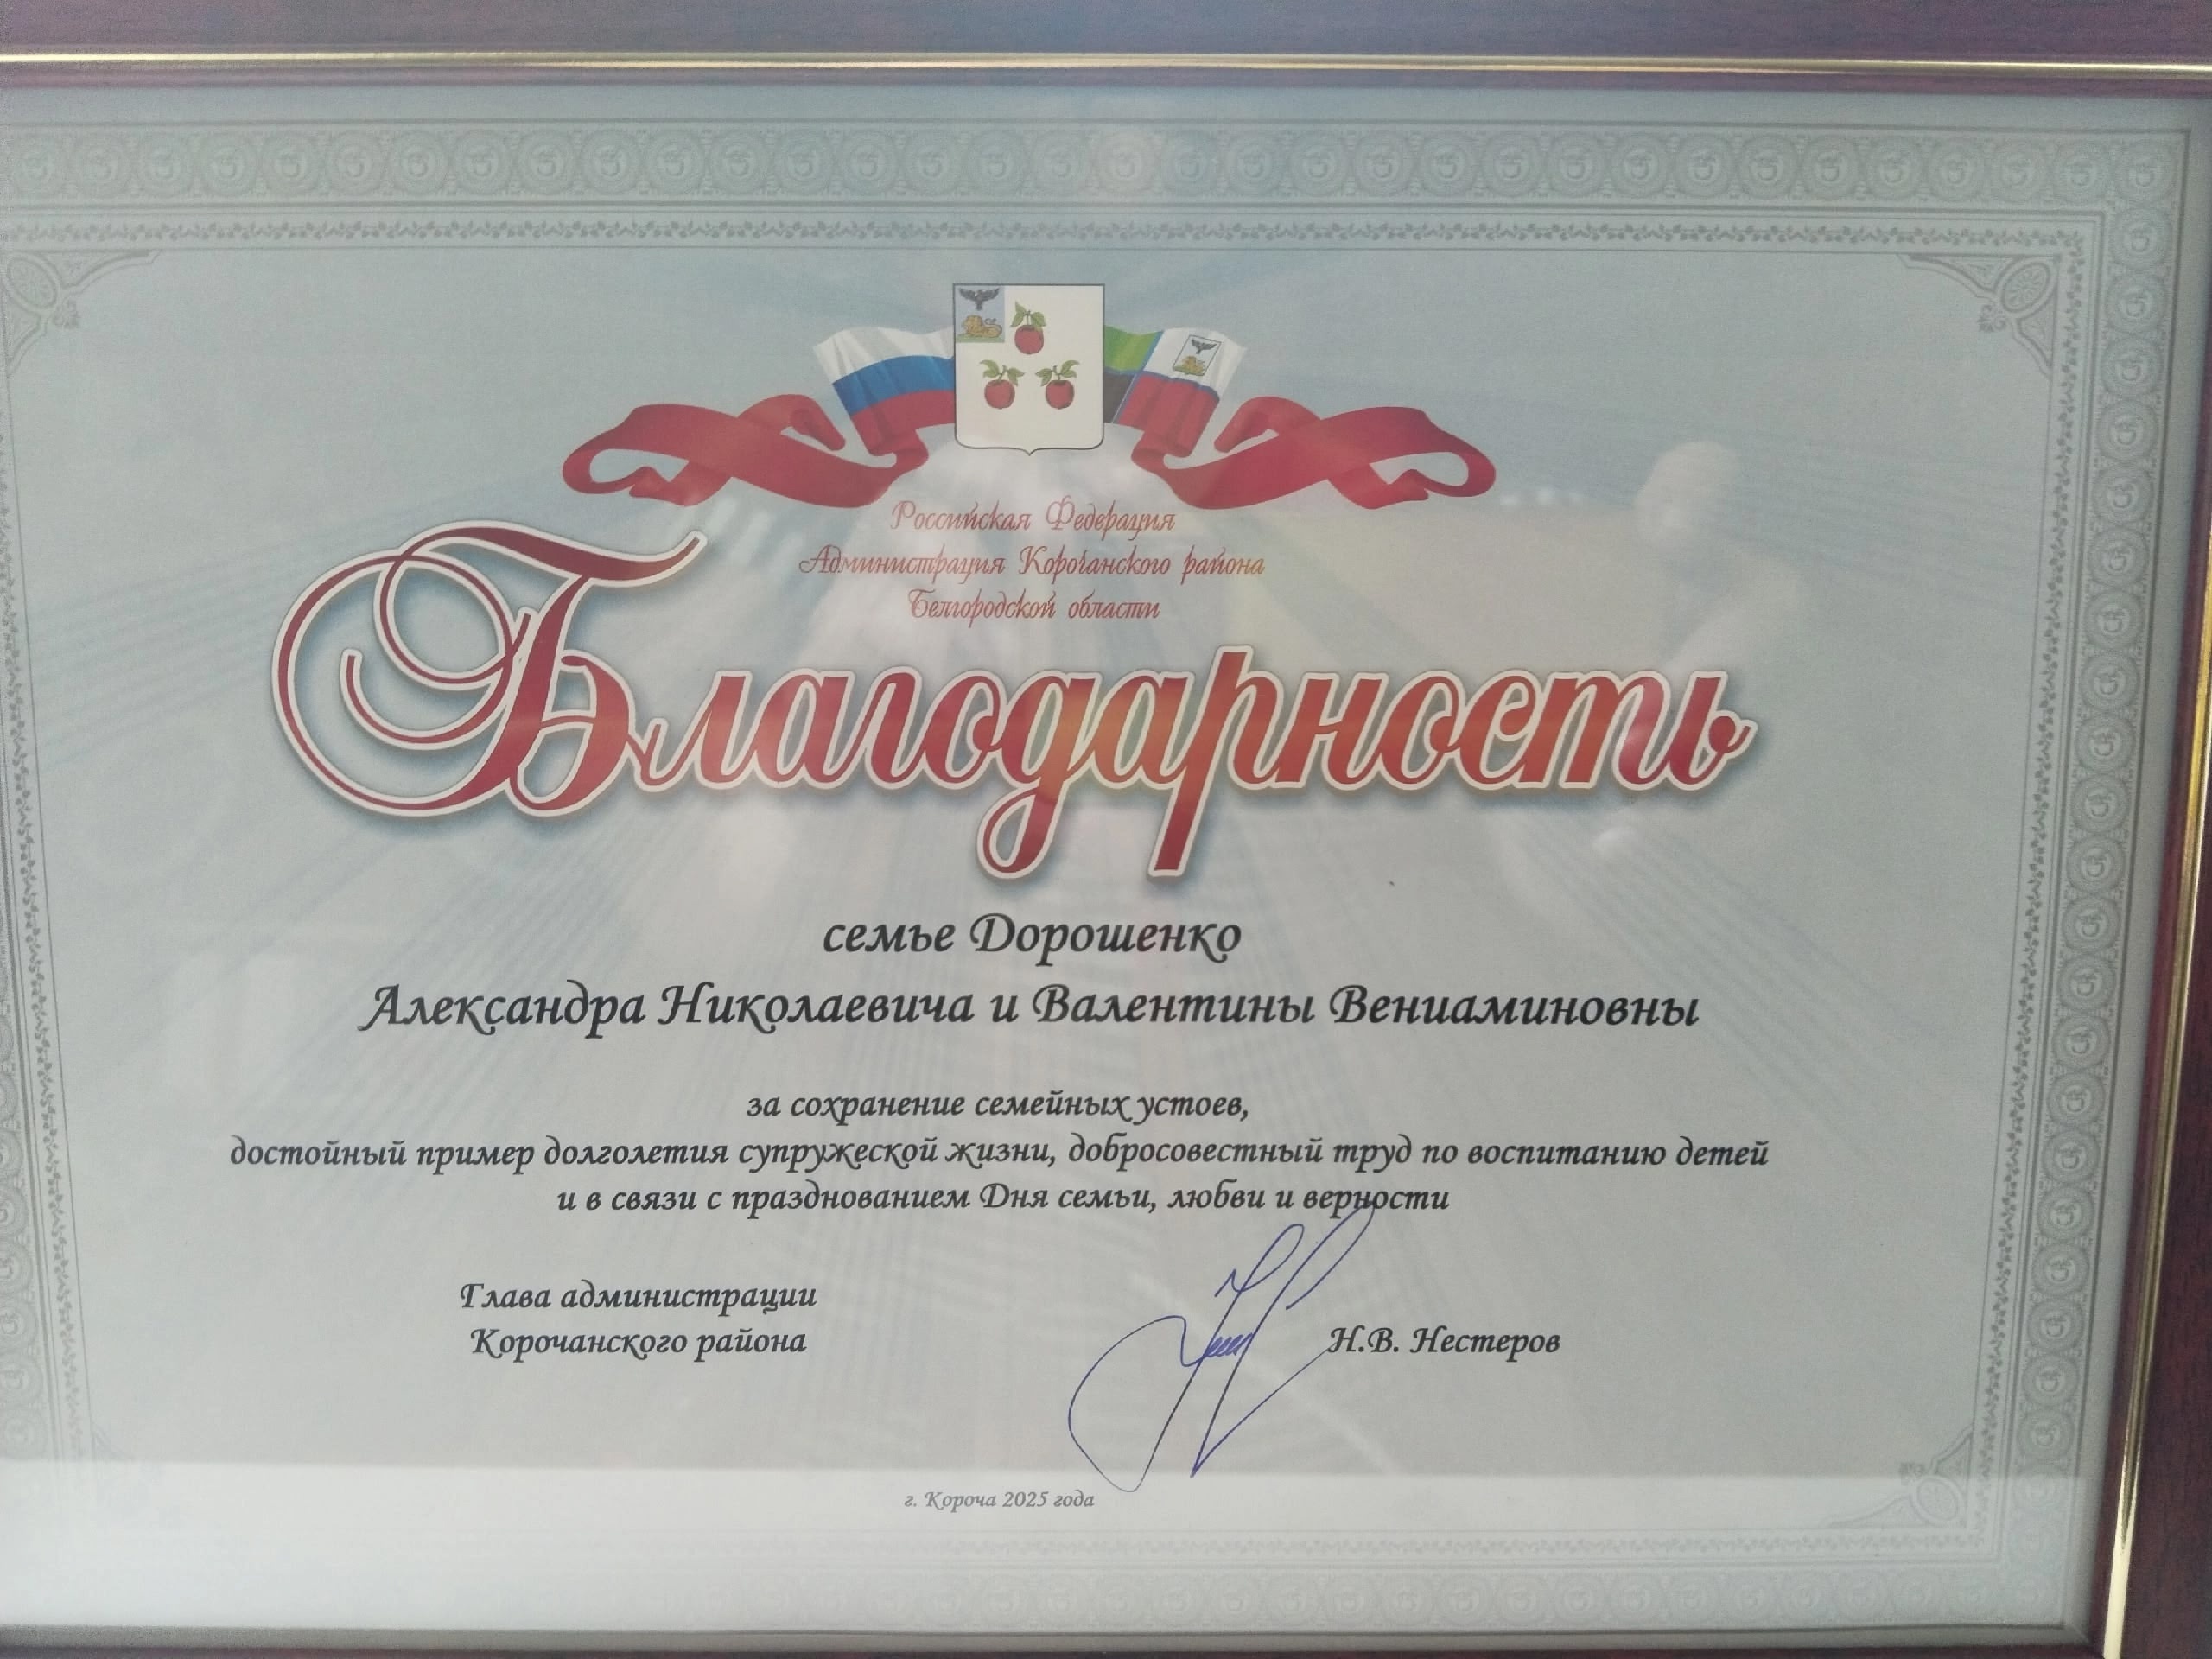 Российская Федерация
Администрация Корочанского района
Белгородской области
Благодарность
семье Дорошенко
Александра Николаевича и Валентины Вениаминовны
за сохранение семейных устоев,
достойный пример долголетия супружеской жизни, добросовестный труд по воспитанию детей
и в связи с празднованием Дня семьи, любви и верности
Глава администрации
Корочанского района
Н.В. Нестеров
г. Короча 2025 года